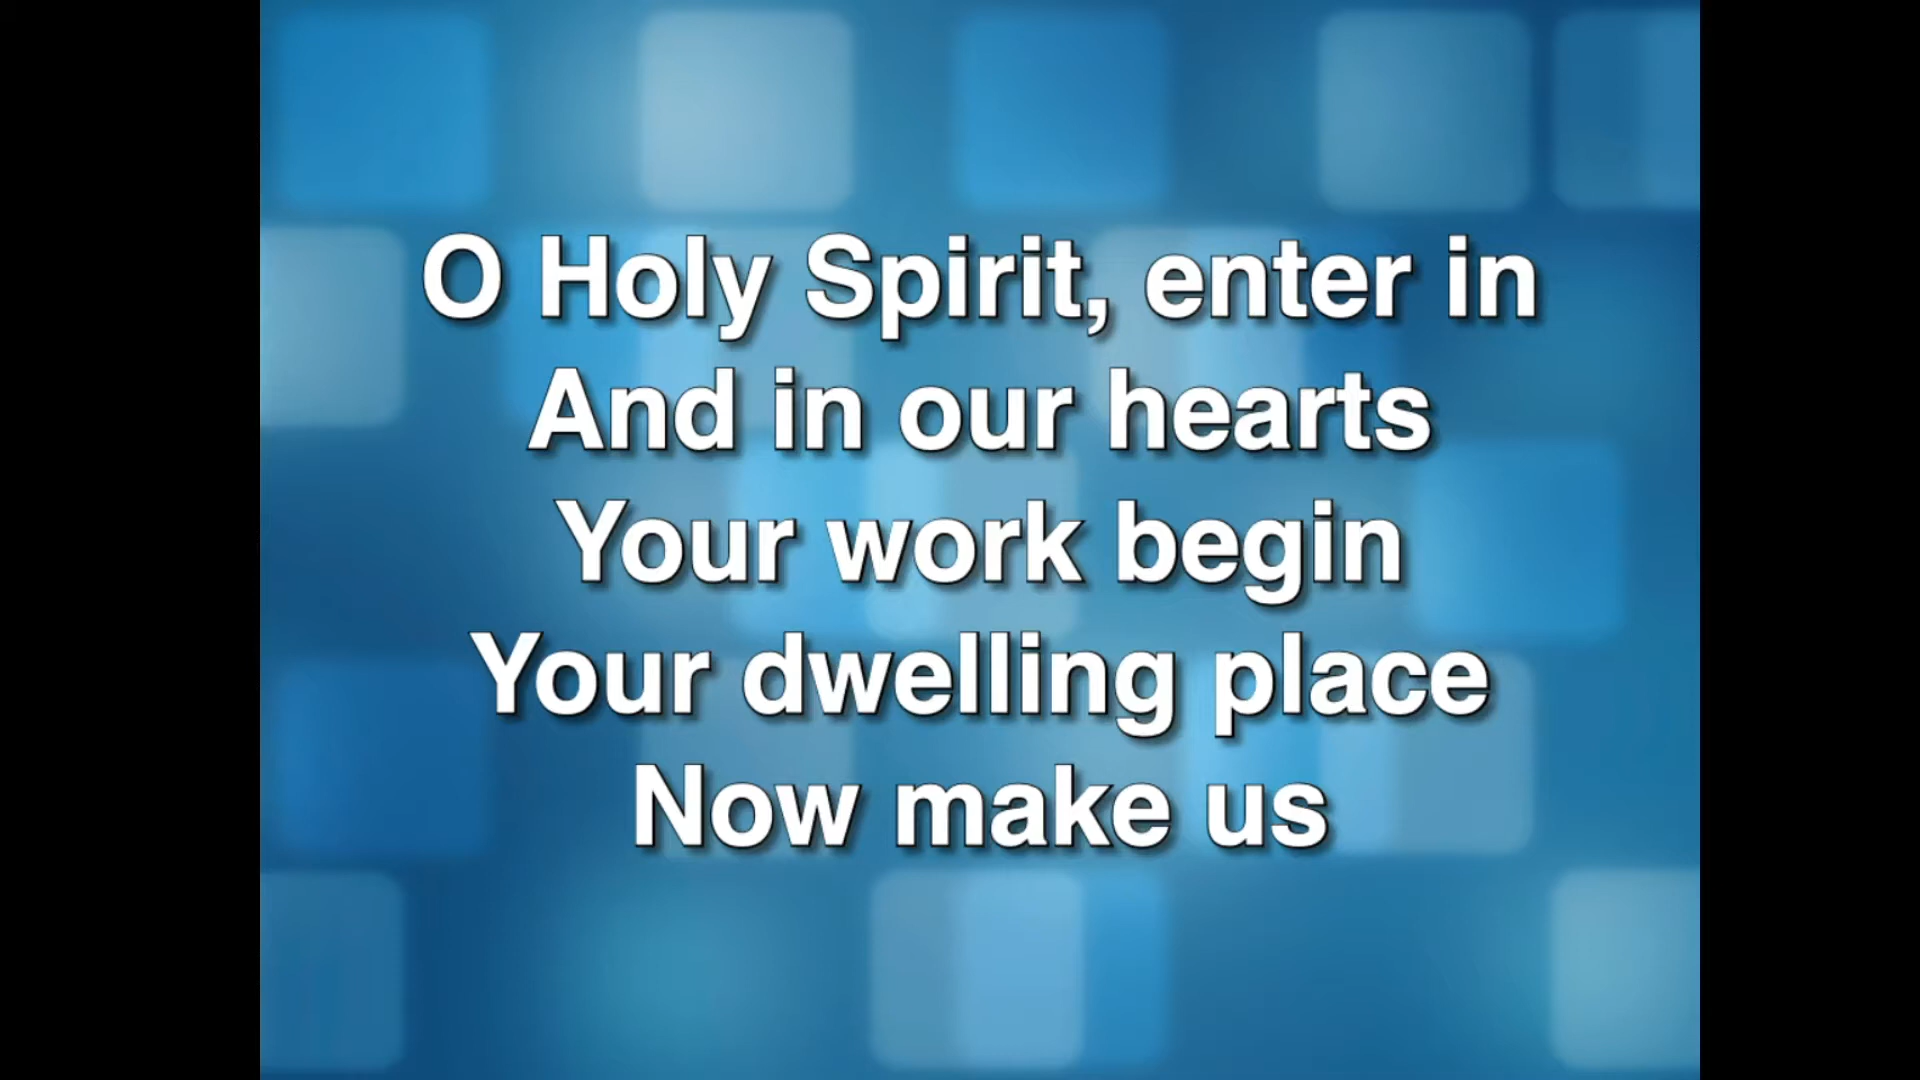 O Holy Spirit, enter in
And in our hearts
Your work begin
Your dwelling place
Now make us